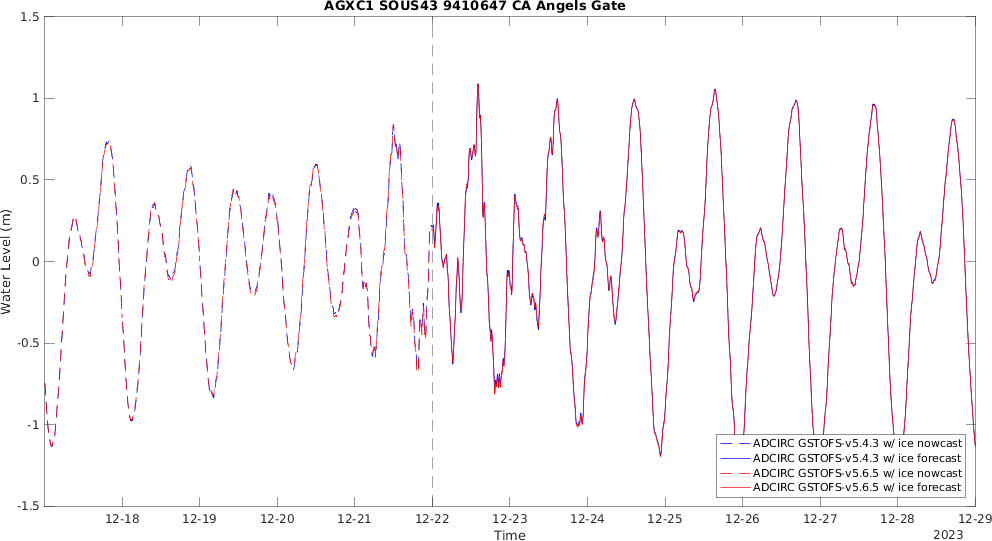 AGXC1 SOUS43 9410647 CA Angels Gate
1.5
1
0.5
0
-0.5
-1
-1.5
Water Level (m)
12-18
12-19
12-20
12-21
12-22
12-23
12-24
12-25
12-26
12-27
12-28
12-29
Time
2023
ADCIRC GSTOFS-v5.4.3 w/ ice nowcast
ADCIRC GSTOFS-v5.4.3 w/ ice forecast
ADCIRC GSTOFS-v5.6.5 w/ ice nowcast
ADCIRC GSTOFS-v5.6.5 w/ ice forecast